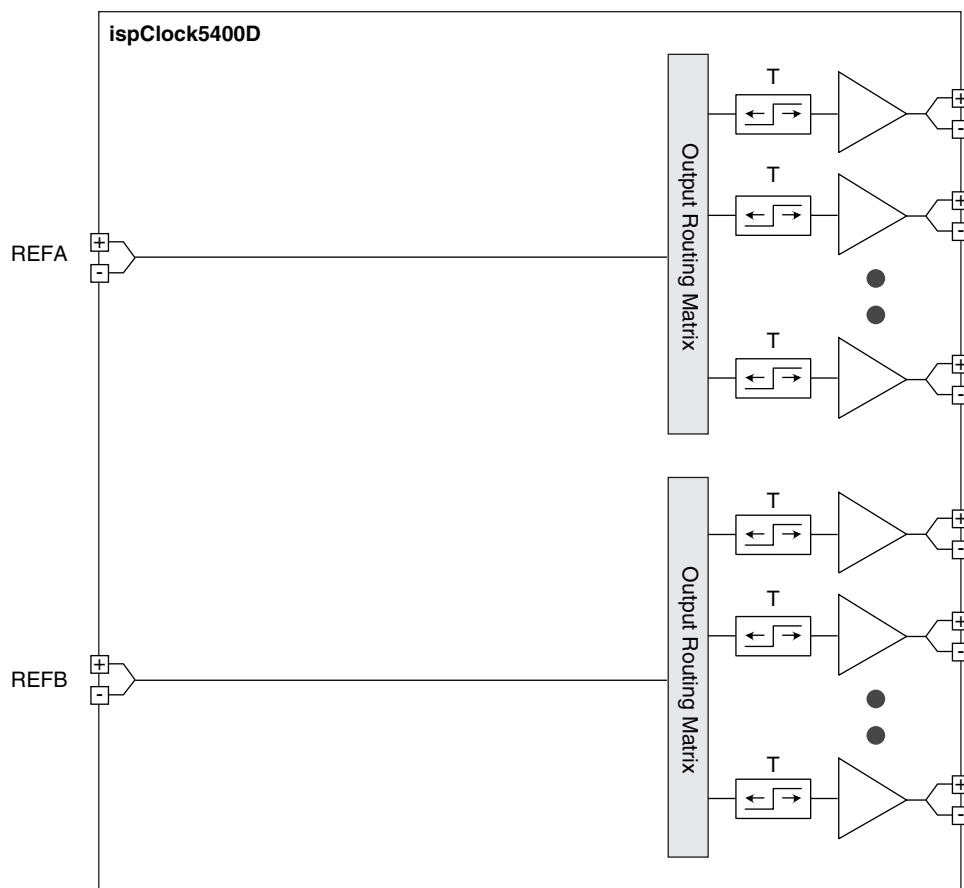 ispClock5400D
T
+
-
T
+
-
Output Routing Matrix
REFA
+
-
T
+
-
T
+
-
T
+
-
Output Routing Matrix
REFB
+
-
T
+
-